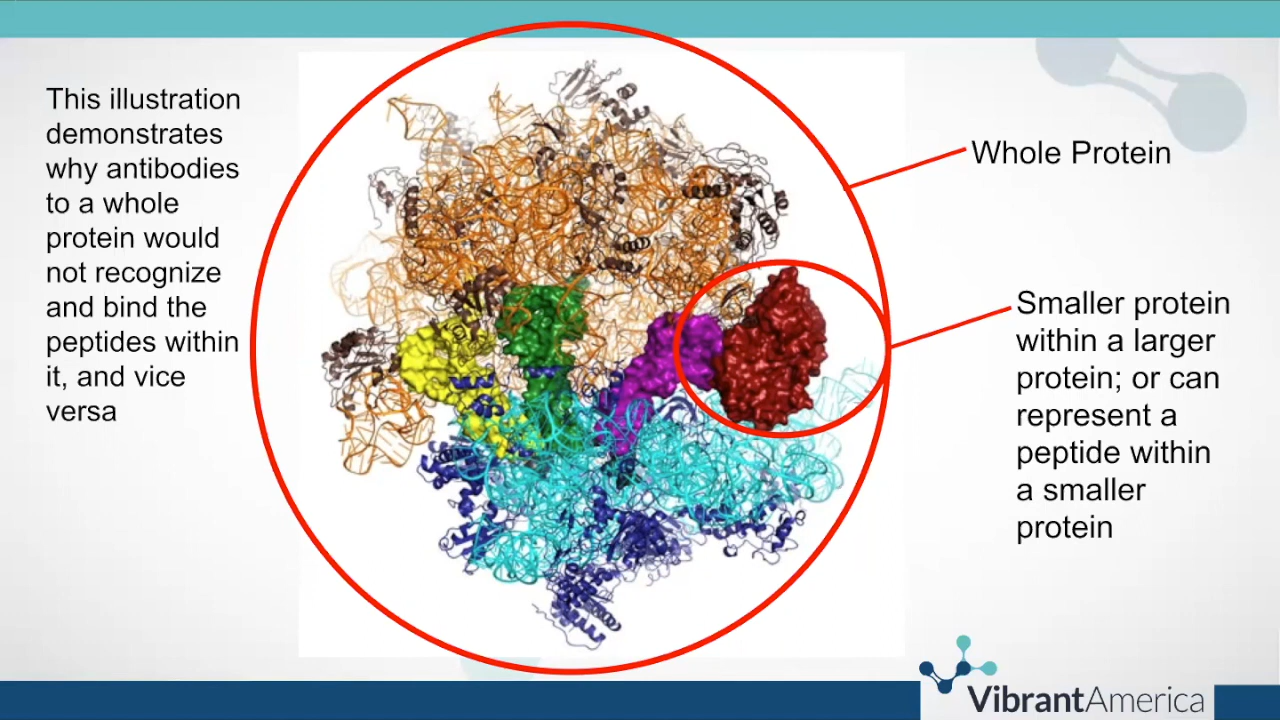 This illustration
demonstrates
why antibodies
to a whole
protein would
not recognize
and bind the
peptides within
it, and vice
versa
Whole Protein
Smaller protein
within a larger
protein; or can
represent a
peptide within
a smaller
protein
VibrantAmerica